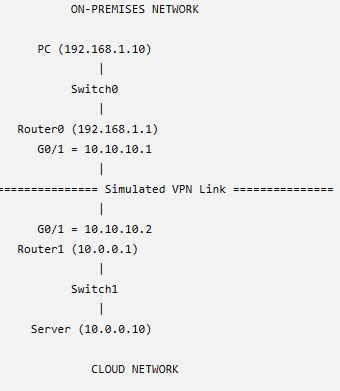 ON-PREMISES NETWORK
PC (192.168.1.10)
|
Switch0
|
Router0 (192.168.1.1)
G0/1 = 10.10.10.1
|
=============== Simulated VPN Link ===============
|
G0/1 = 10.10.10.2
Router1 (10.0.0.1)
|
Switch1
|
Server (10.0.0.10)
CLOUD NETWORK